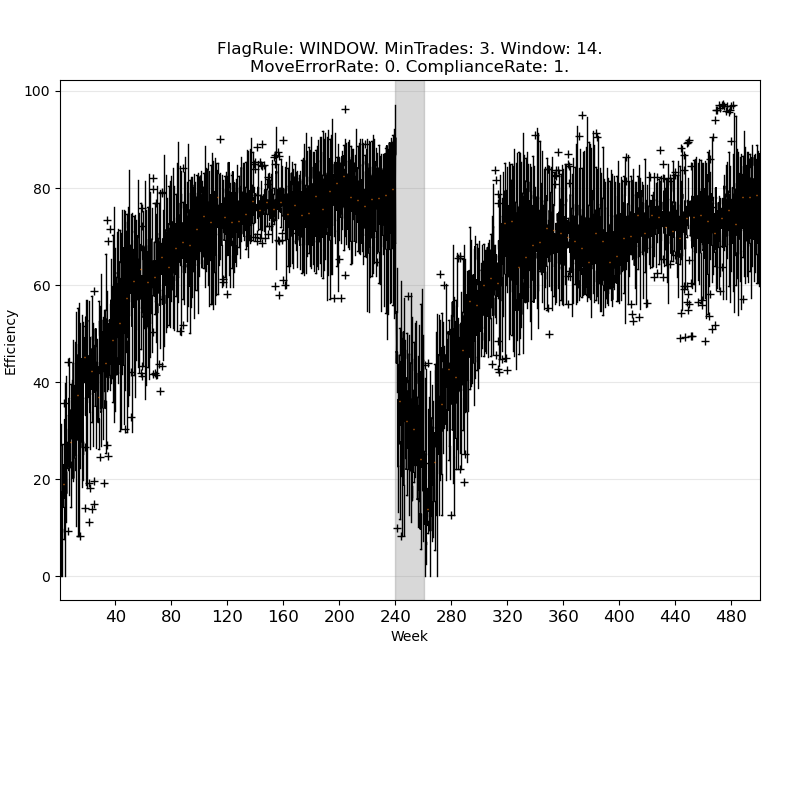 FlagRule: WINDOW. MinTrades: 3. Window: 14.
MoveErrorRate: 0. ComplianceRate: 1.
100
80
60
40
20
0
Efficiency
40 80 120 160 200 240 280 320 360 400 440 480
Week